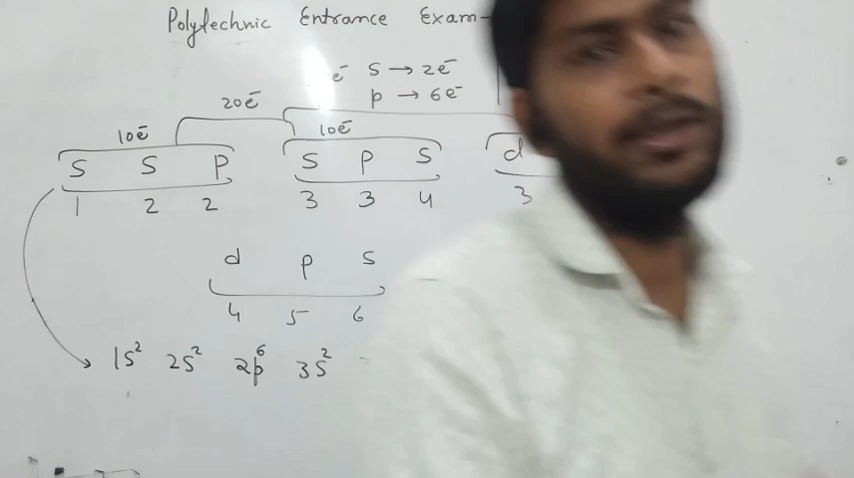 Polytechnic Entrance Exam-
e⁻ s → 2e⁻
p → 6e⁻
20e⁻
10e⁻ 10e⁻
s s p s p s d
1 2 2 3 3 4 3
d p s
4 5 6
1s² 2s² 2p⁶ 3s²